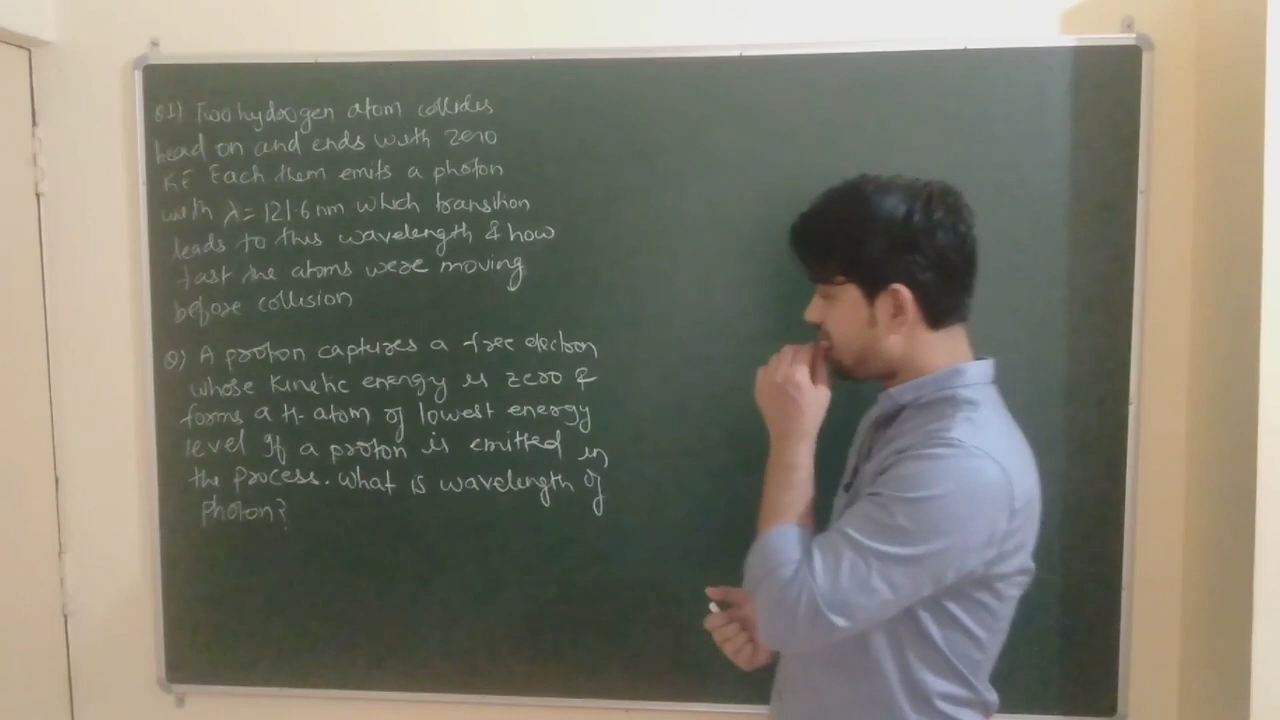 Q1) Two hydrogen atom collides
head on and ends with zero
KE Each them emits a photon
with λ= 121.6 nm which transition
leads to this wavelength & how
fast the atoms were moving
before collision
Q) A proton captures a free electron
whose Kinetic energy is zero &
forms a H-atom of lowest energy
level If a proton is emitted in
the process. What is wavelength of
photon?